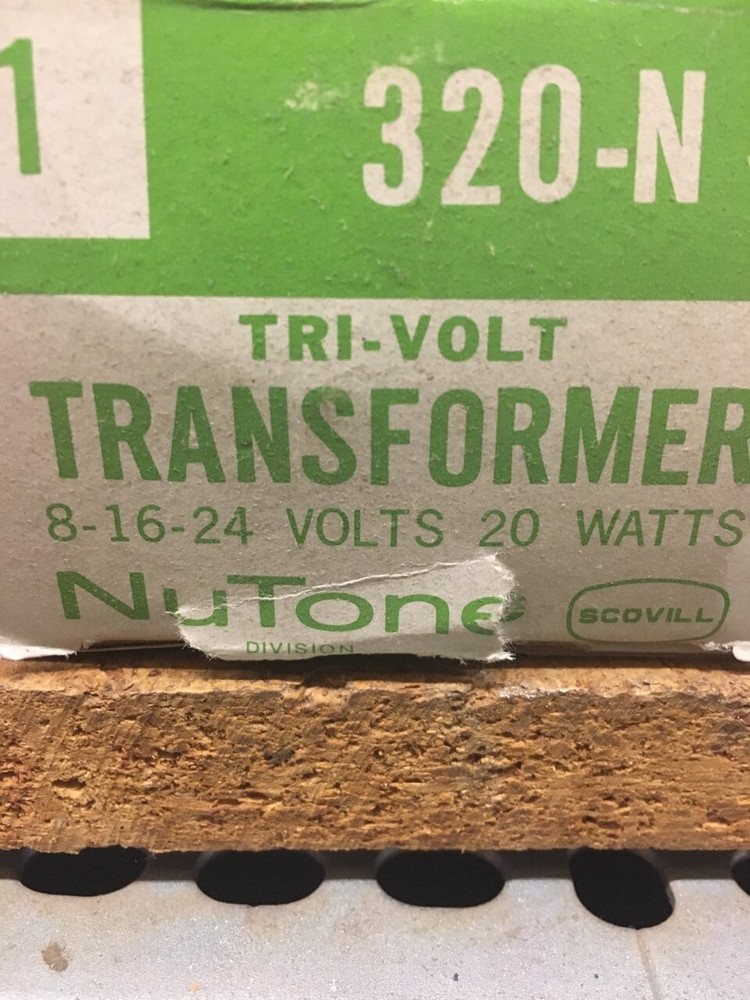 1
320-N
TRI-VOLT
TRANSFORMER
8-16-24 VOLTS 20 WATTS
NuTone SCOVILL
DIVISION